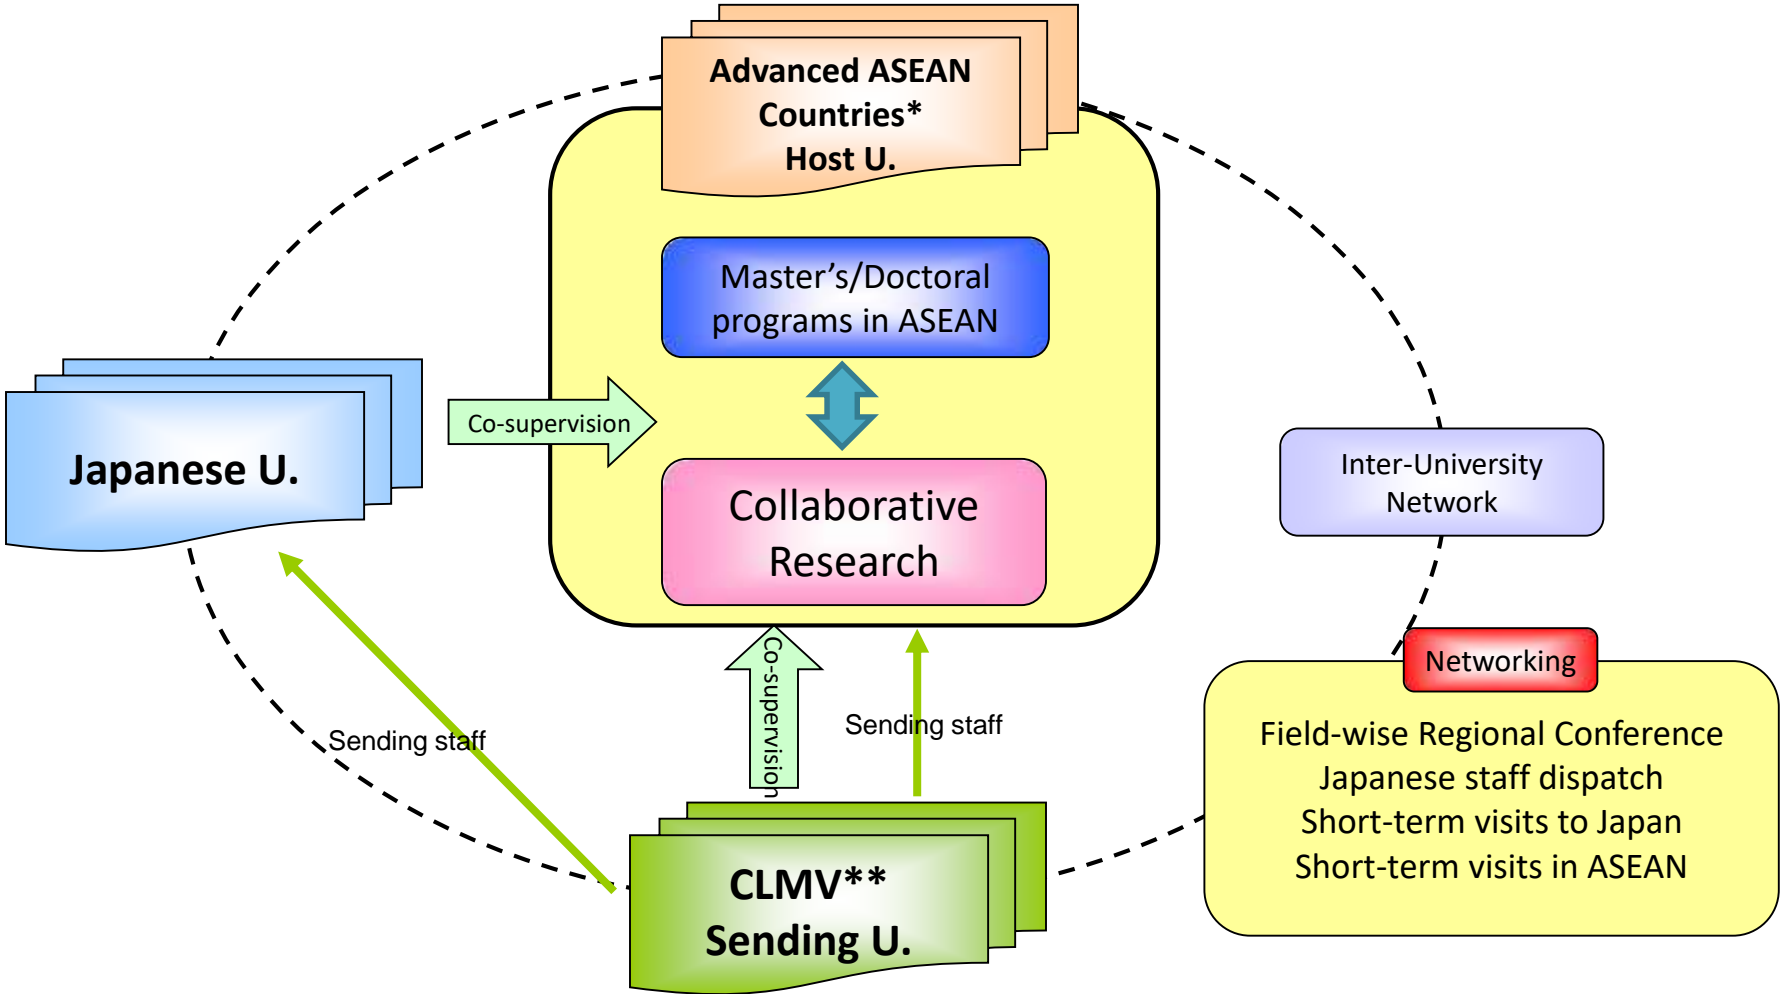 Advanced ASEAN
Countries*
Host U.
Master’s/Doctoral
programs in ASEAN
Co-supervision
Japanese U.
Collaborative
Research
Inter-University
Network
Networking
Field-wise Regional Conference
Japanese staff dispatch
Short-term visits to Japan
Short-term visits in ASEAN
Co-supervision
Sending staff
Sending staff
CLMV**
Sending U.